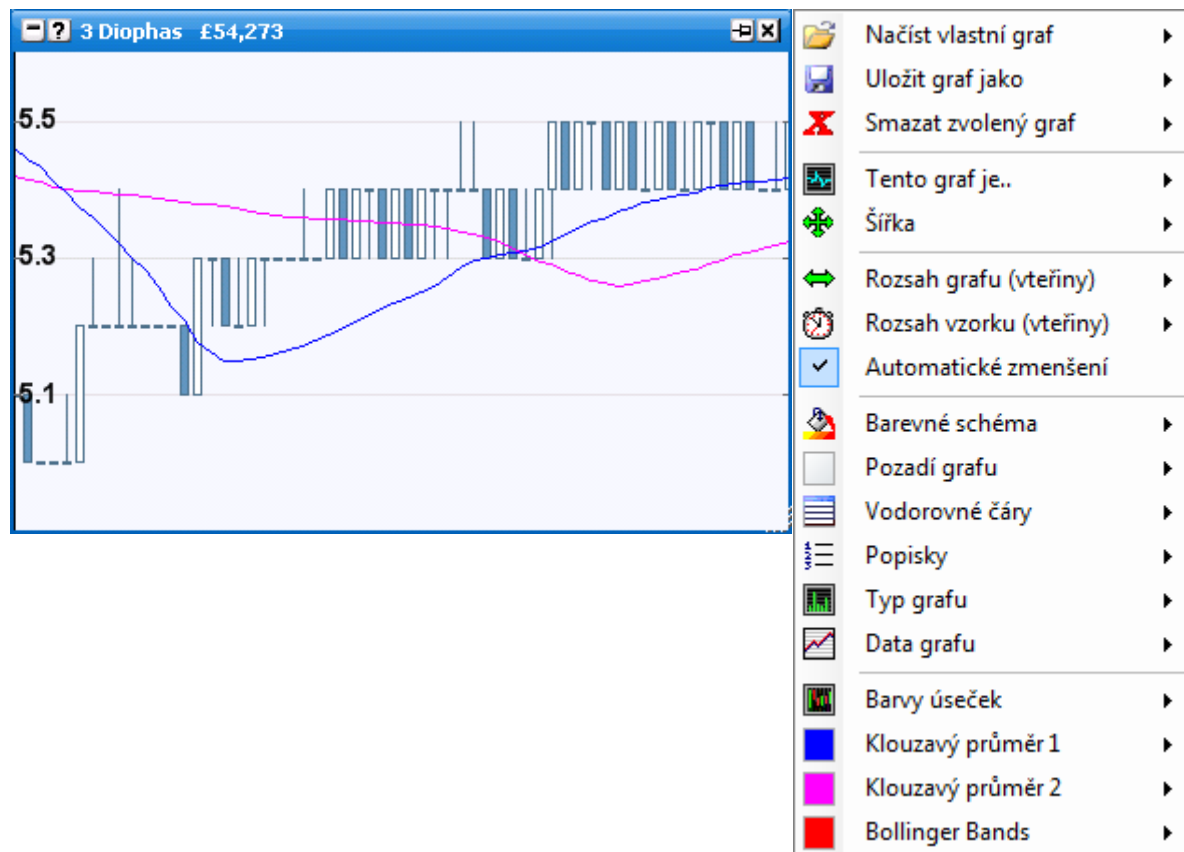 3 Diophas £54,273
5.5
5.3
5.1
Načíst vlastní graf
Uložit graf jako
Smazat zvolený graf
Tento graf je..
Šířka
Rozsah grafu (vteřiny)
Rozsah vzorku (vteřiny)
Automatické zmenšení
Barevné schéma
Pozadí grafu
Vodorovné čáry
Popisky
Typ grafu
Data grafu
Barvy úseček
Klouzavý průměr 1
Klouzavý průměr 2
Bollinger Bands